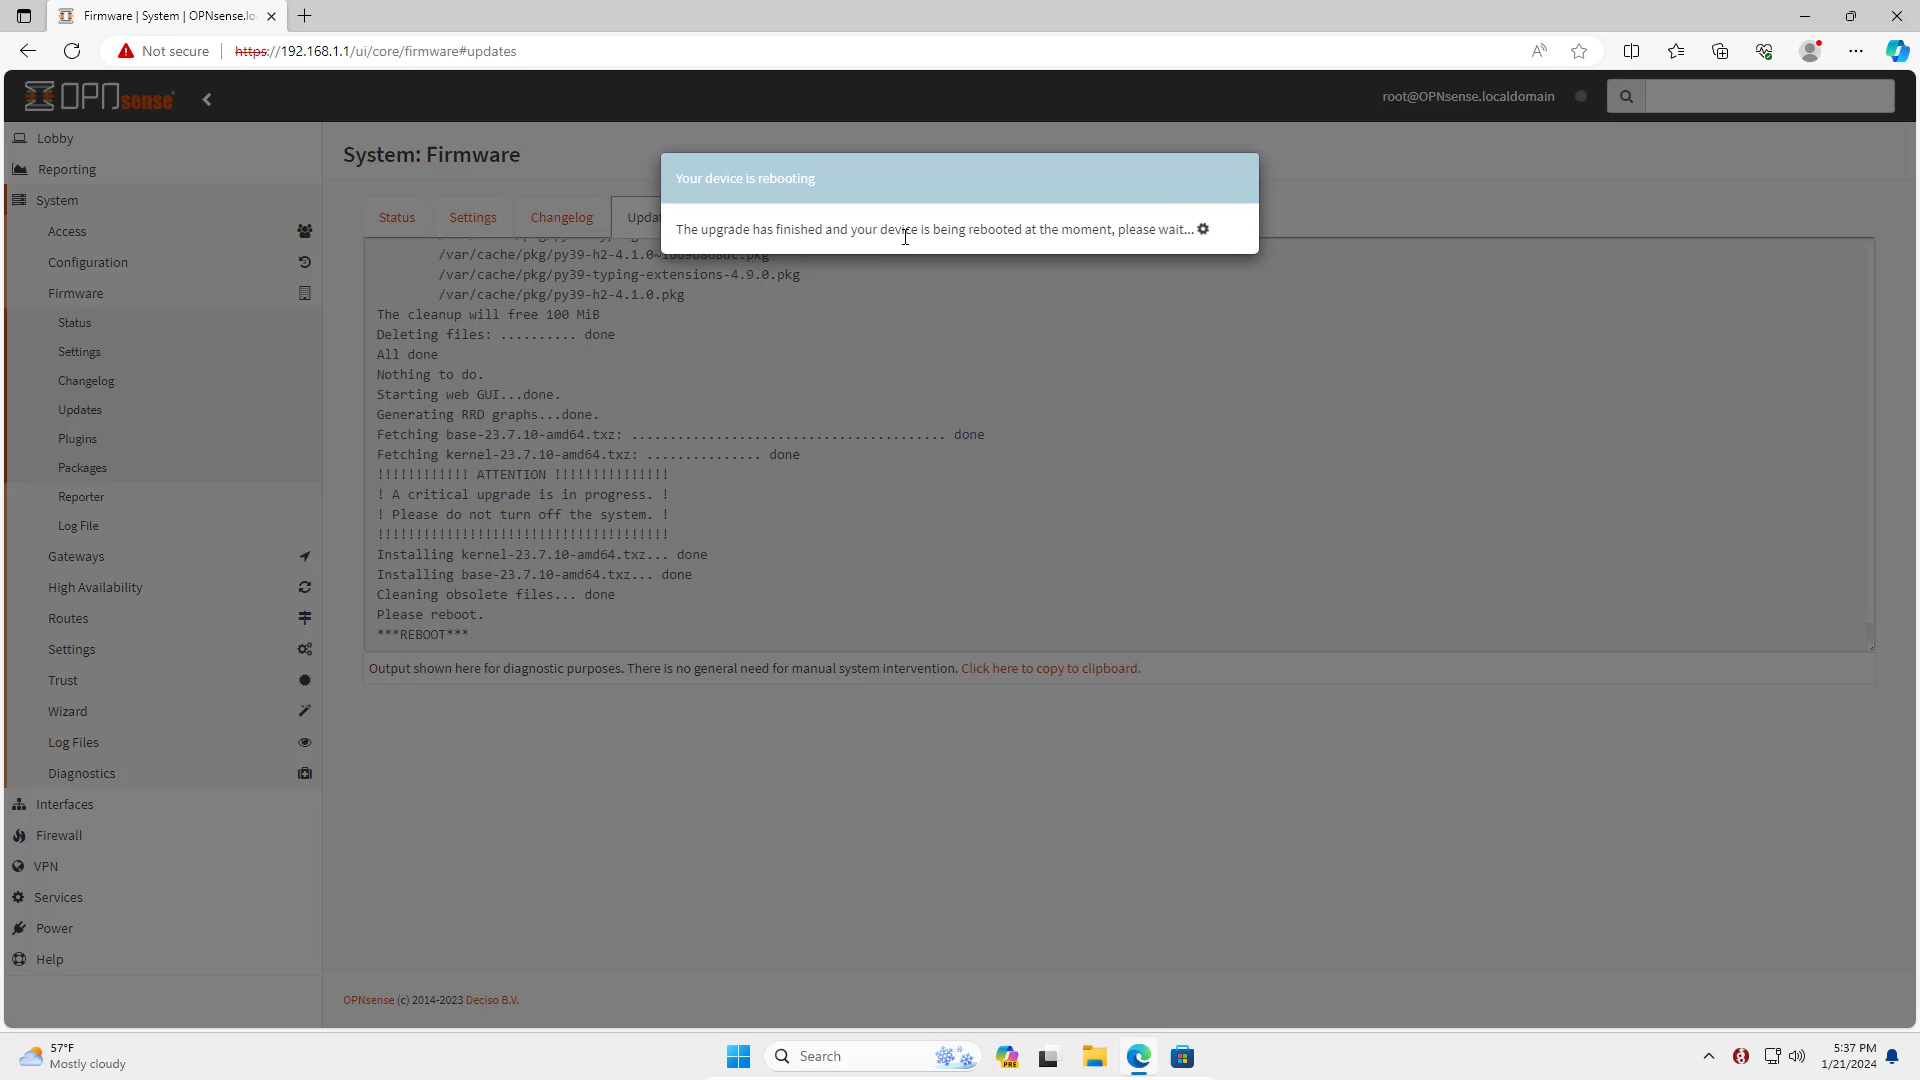 Firmware | System | OPNsense.lo
Not secure
https://192.168.1.1/ui/core/firmware#updates
OPNsense
root@OPNsense.localdomain
Lobby
Reporting
System
Access
Configuration
Firmware
Status
Settings
Changelog
Updates
Plugins
Packages
Reporter
Log File
Gateways
High Availability
Routes
Settings
Trust
Wizard
Log Files
Diagnostics
Interfaces
Firewall
VPN
Services
Power
Help
System: Firmware
Status
Settings
Changelog
Your device is rebooting
The upgrade has finished and your device is being rebooted at the moment, please wait...
/var/cache/pkg/py39-typing-extensions-4.9.0.pkg
/var/cache/pkg/py39-h2-4.1.0.pkg
The cleanup will free 100 MiB
Deleting files: .......... done
All done
Nothing to do.
Starting web GUI...done.
Generating RRD graphs...done.
Fetching base-23.7.10-amd64.txz: ......................................... done
Fetching kernel-23.7.10-amd64.txz: ............... done
!!!!!!!!!!!! ATTENTION !!!!!!!!!!!!!!!
! A critical upgrade is in progress. !
! Please do not turn off the system. !
!!!!!!!!!!!!!!!!!!!!!!!!!!!!!!!!!!!!!!
Installing kernel-23.7.10-amd64.txz... done
Installing base-23.7.10-amd64.txz... done
Cleaning obsolete files... done
Please reboot.
***REBOOT***
Output shown here for diagnostic purposes. There is no general need for manual system intervention. Click here to copy to clipboard.
OPNsense (c) 2014-2023 Deciso B.V.
57°F
Mostly cloudy
Search
PRE
5:37 PM
1/21/2024